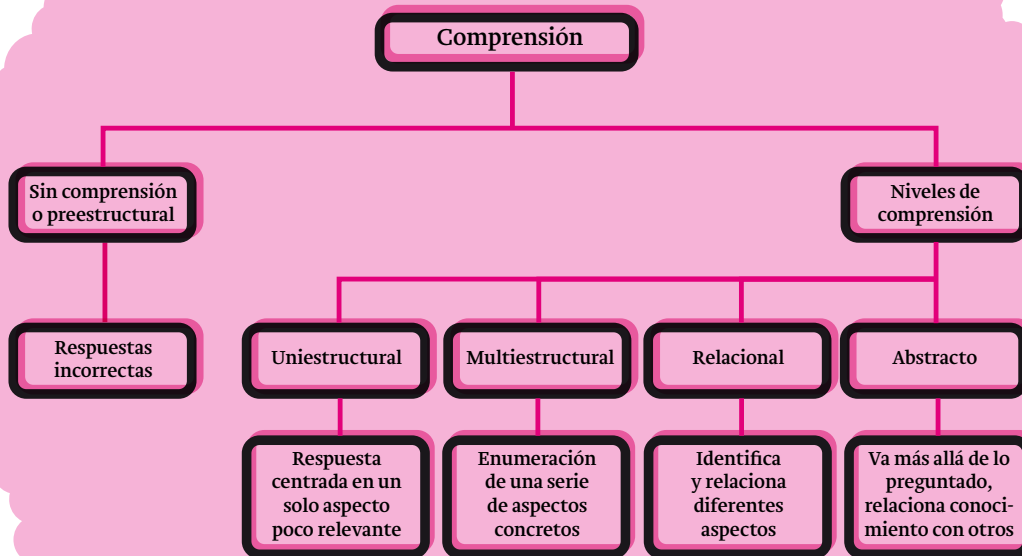 Comprensión
Sin comprensión
o preestructural
Niveles de
comprensión
Respuestas
incorrectas
Uniestructural
Multiestructural
Relacional
Abstracto
Respuesta
centrada en un
solo aspecto
poco relevante
Enumeración
de una serie
de aspectos
concretos
Identifica
y relaciona
diferentes
aspectos
Va más allá de lo
preguntado,
relaciona conoci-
miento con otros